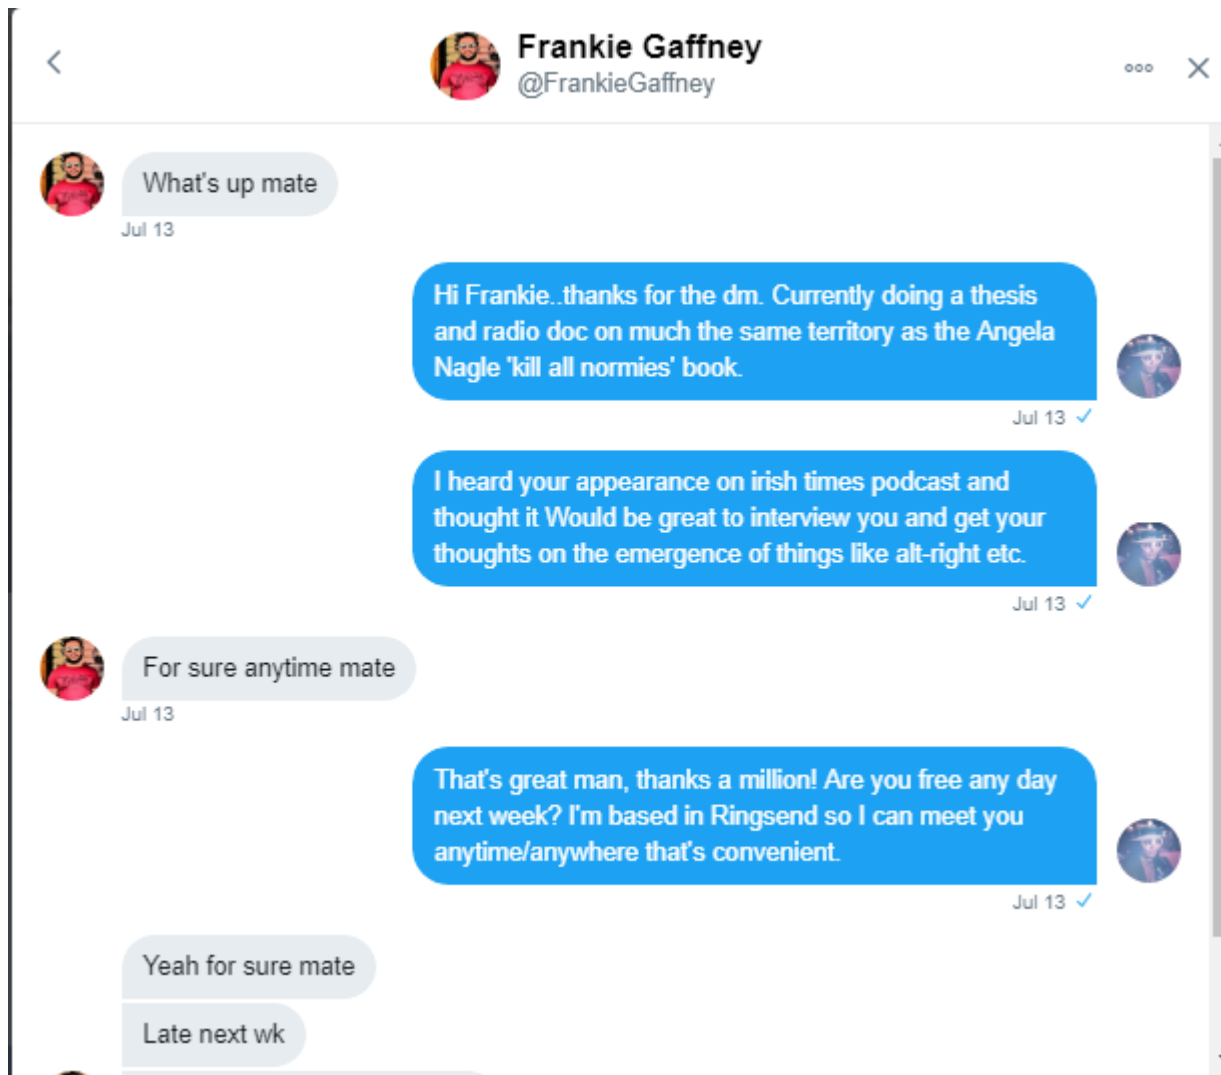 Frankie Gaffney
@FrankieGaffney
What's up mate
Jul 13
Hi Frankie..thanks for the dm. Currently doing a thesis
and radio doc on much the same territory as the Angela
Nagle 'kill all normies' book.
Jul 13
I heard your appearance on irish times podcast and
thought it Would be great to interview you and get your
thoughts on the emergence of things like alt-right etc.
Jul 13
For sure anytime mate
Jul 13
That's great man, thanks a million! Are you free any day
next week? I'm based in Ringsend so I can meet you
anytime/anywhere that's convenient.
Jul 13
Yeah for sure mate
Late next wk